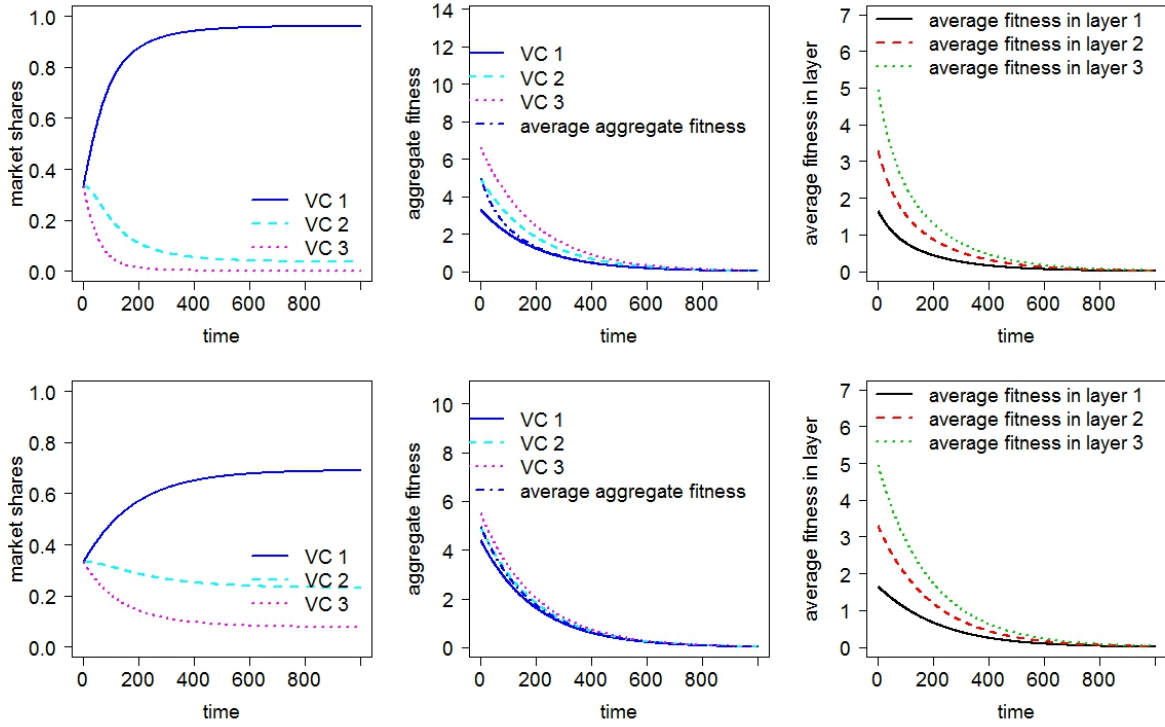 market shares
1.0
0.8
0.6
0.4
0.2
0.0
VC 1
VC 2
VC 3
0 200 400 600 800
time
aggregate fitness
14
12
10
8
6
4
2
0
VC 1
VC 2
VC 3
average aggregate fitness
0 200 400 600 800
time
average fitness in layer
7
6
5
4
3
2
1
0
average fitness in layer 1
average fitness in layer 2
average fitness in layer 3
0 200 400 600 800
time
market shares
1.0
0.8
0.6
0.4
0.2
0.0
VC 1
VC 2
VC 3
0 200 400 600 800
time
aggregate fitness
10
8
6
4
2
0
VC 1
VC 2
VC 3
average aggregate fitness
0 200 400 600 800
time
average fitness in layer
7
6
5
4
3
2
1
0
average fitness in layer 1
average fitness in layer 2
average fitness in layer 3
0 200 400 600 800
time